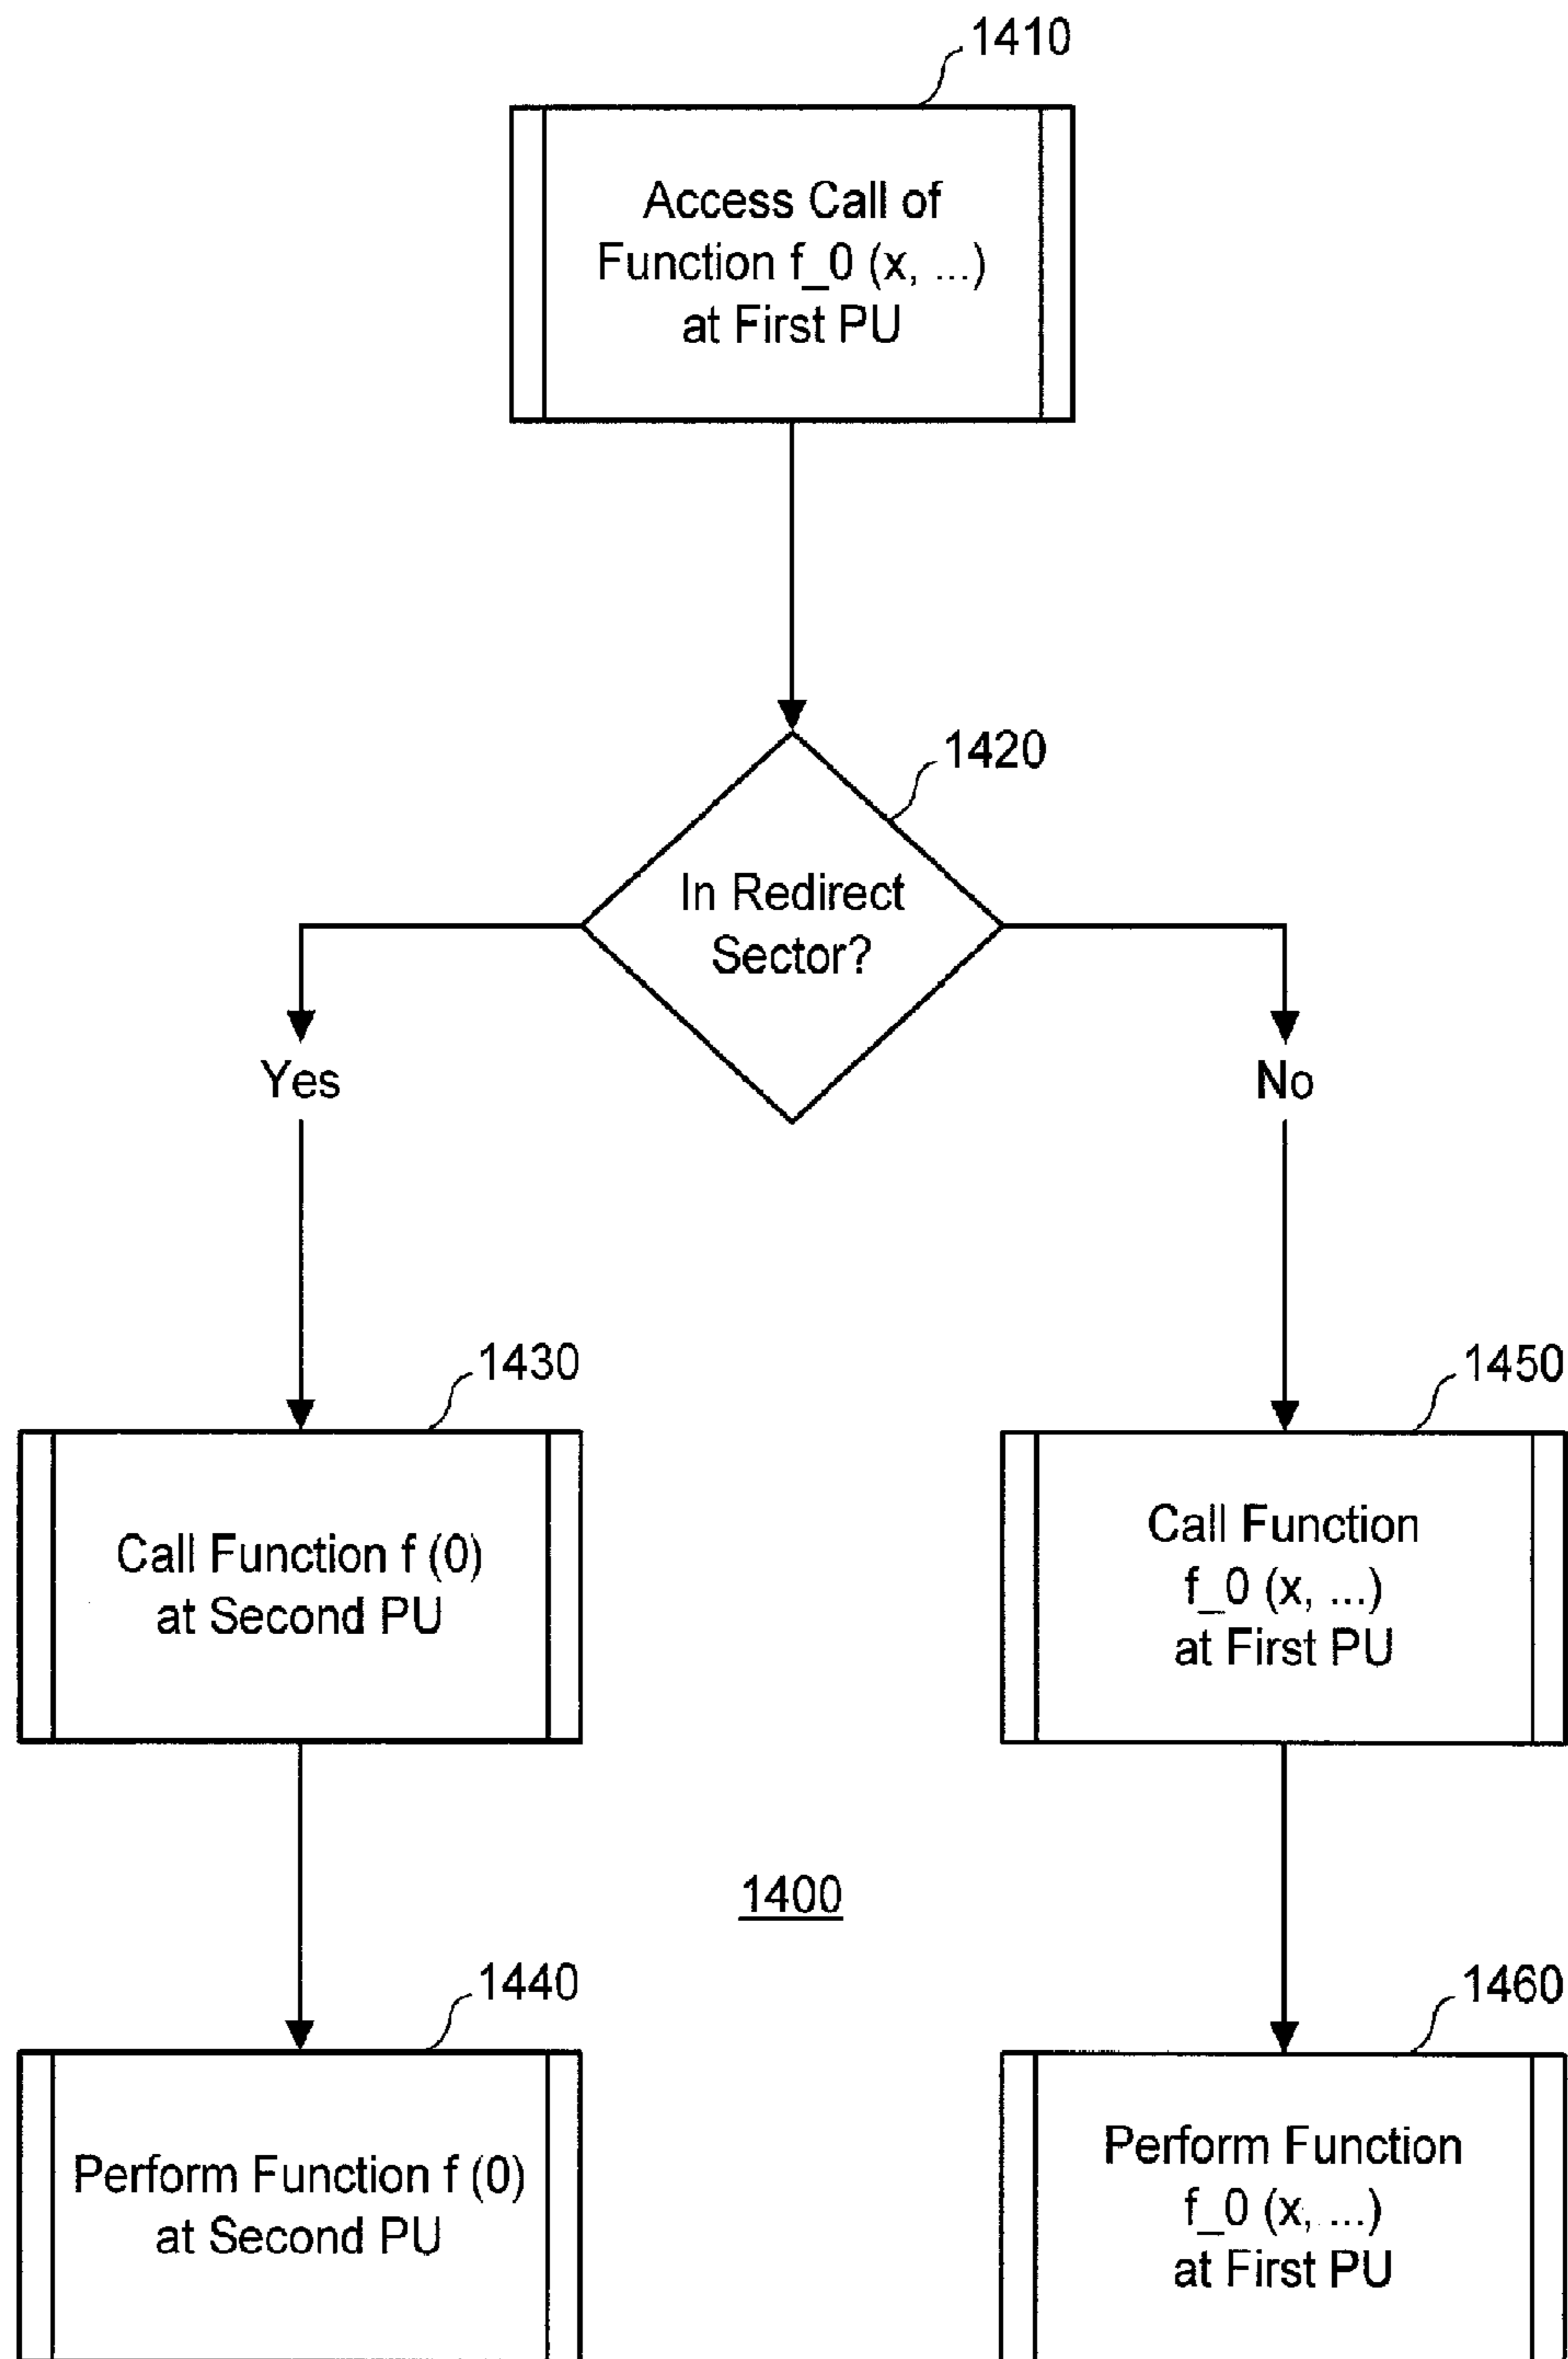 1410
Access Call of
Function f_0 (x, ...)
at First PU
1420
In Redirect
Sector?
Yes
No
1430
Call Function f (0)
at Second PU
1450
Call Function
f_0 (x, ...)
at First PU
1400
1440
Perform Function f (0)
at Second PU
1460
Perform Function
f_0 (x, ...)
at First PU